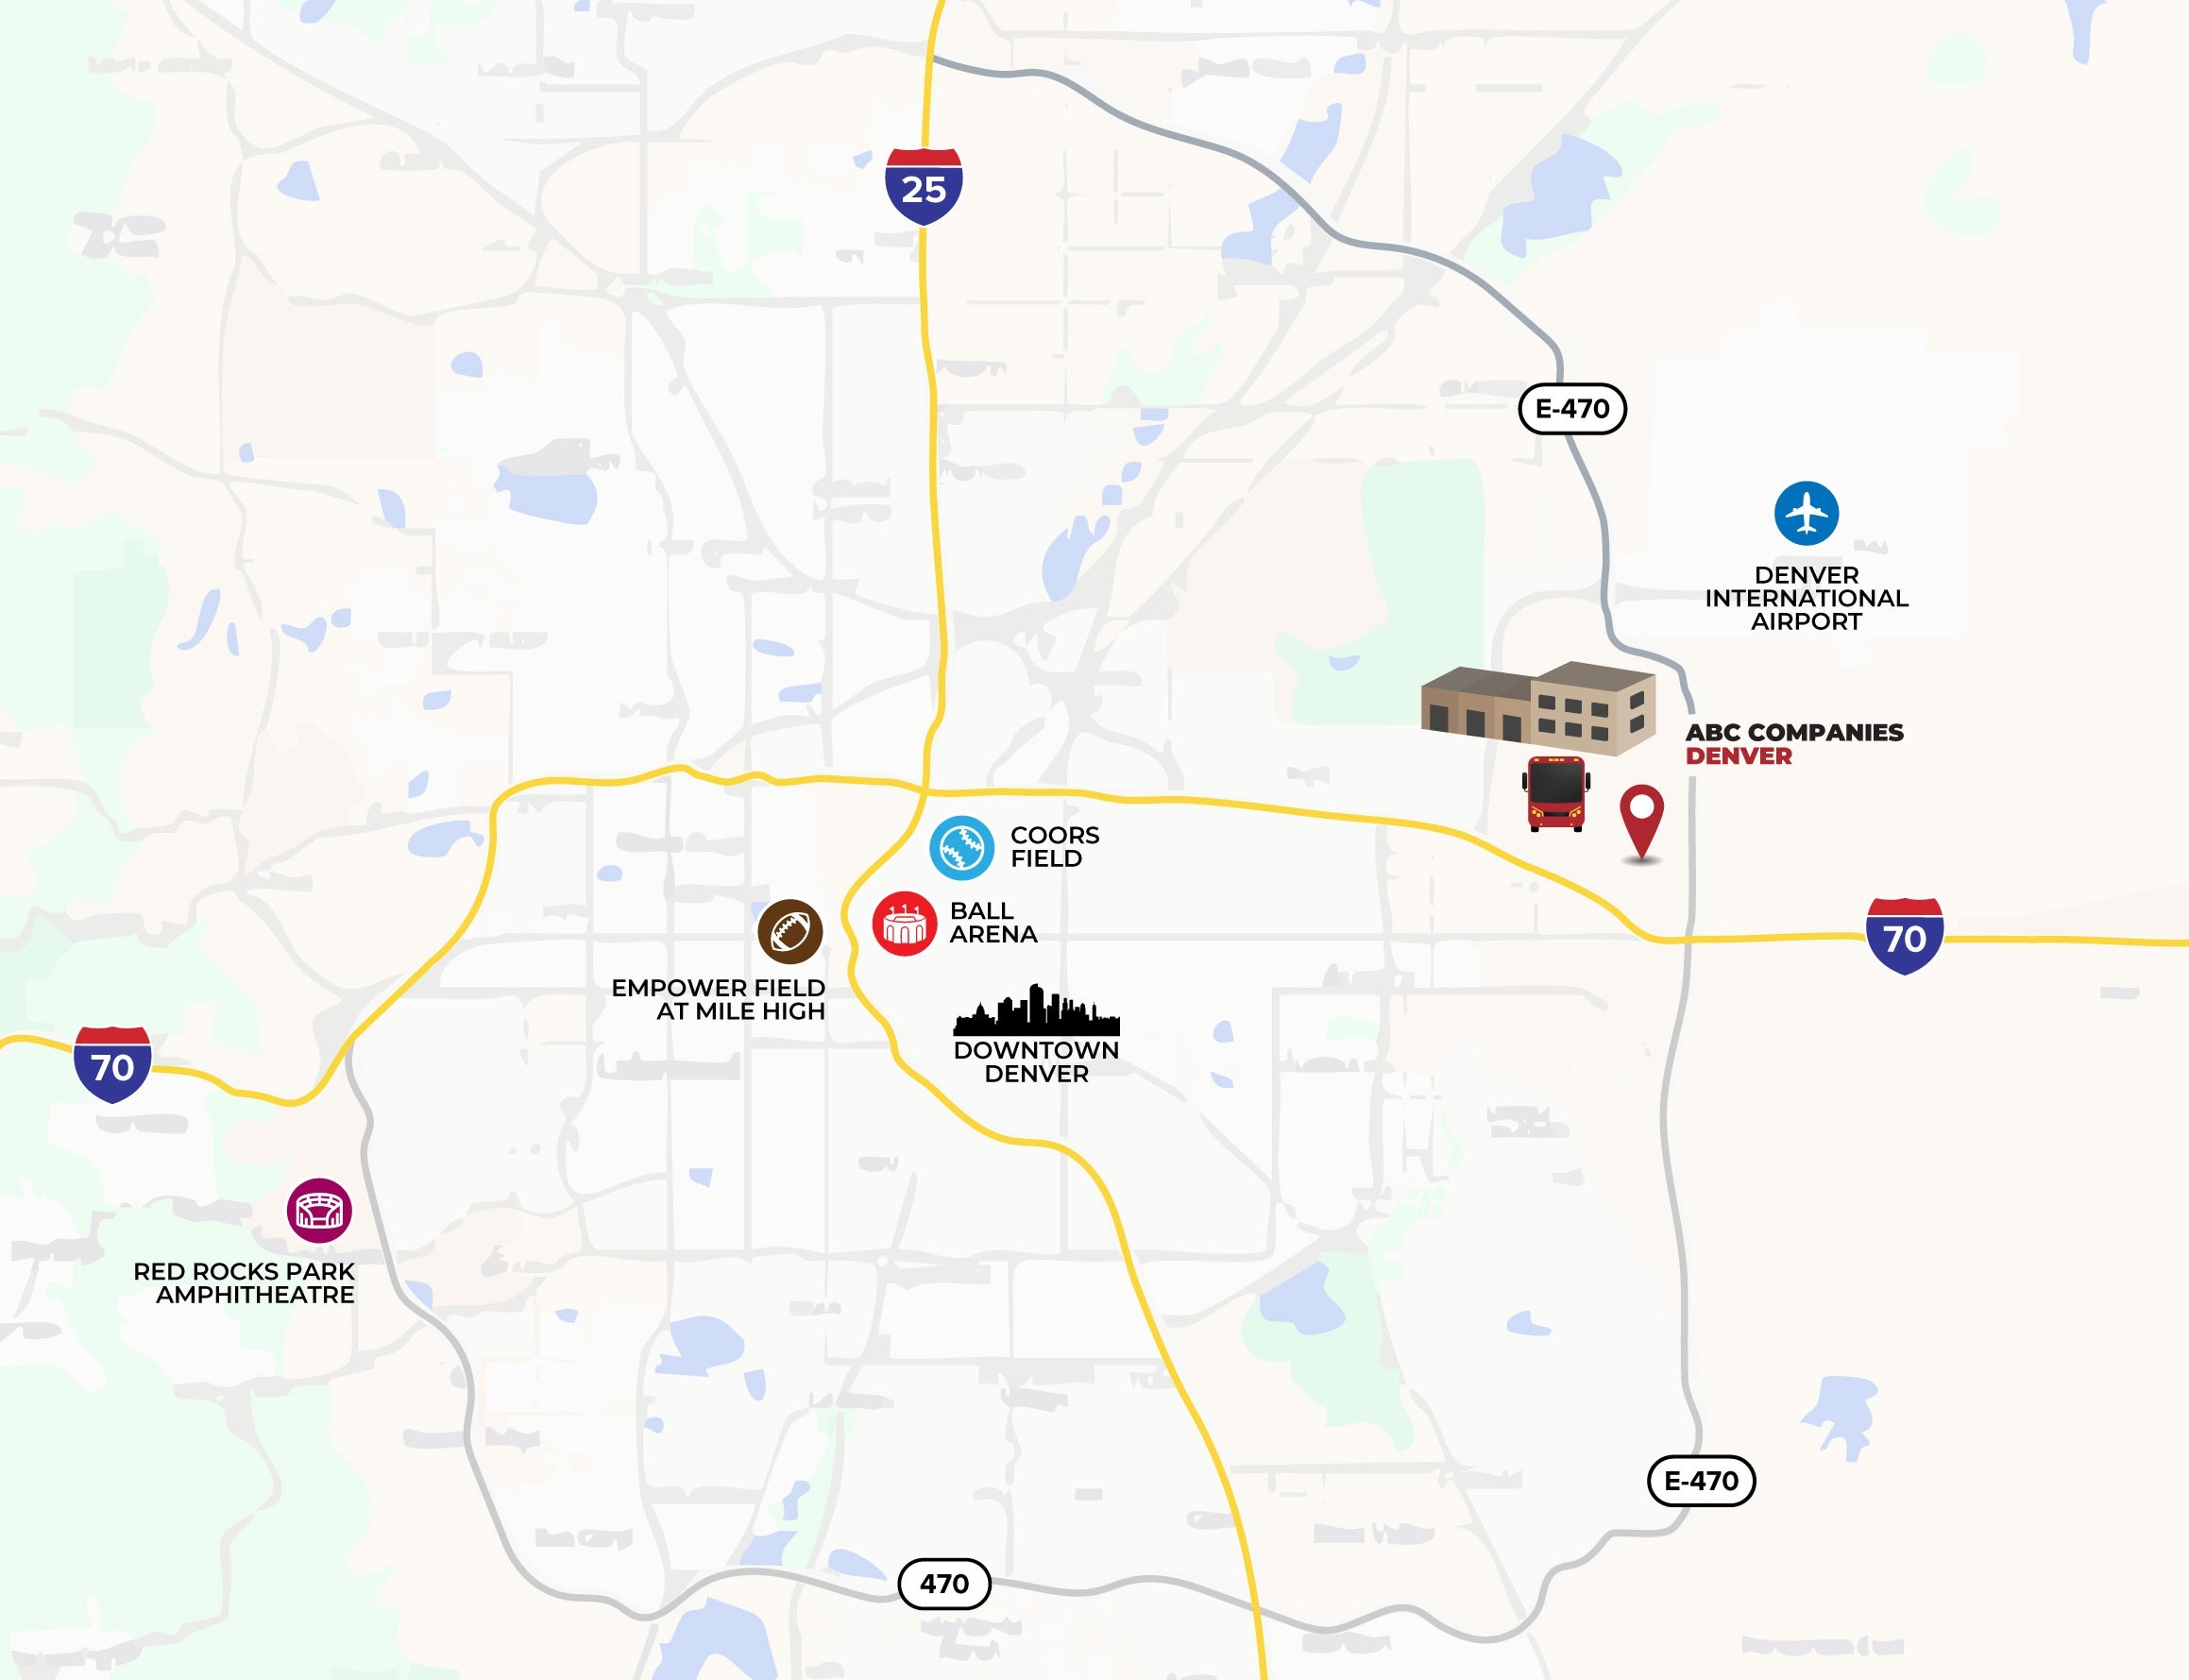 25
E-470
DENVER
INTERNATIONAL
AIRPORT
ABC COMPANIES
DENVER
COORS
FIELD
BALL
ARENA
70
EMPOWER FIELD
AT MILE HIGH
DOWNTOWN
DENVER
70
RED ROCKS PARK
AMPHITHEATRE
E-470
470